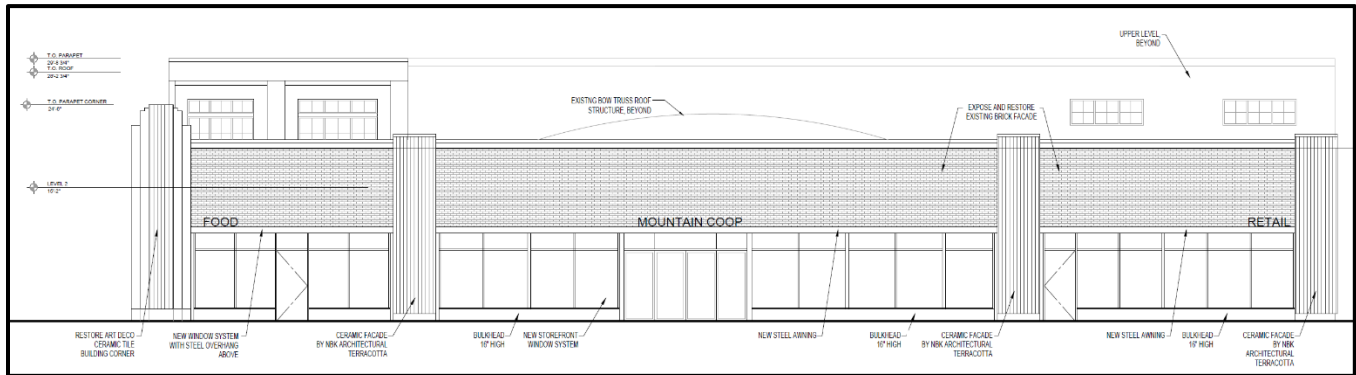 UPPER LEVEL,
BEYOND
T.O. PARAPET
29'-8 3/4"
T.O. ROOF
28'-2 3/4"
T.O. PARAPET CORNER
24'-0"
EXISTNG BOW TRUSS ROOF
STRUCTURE, BEYOND
EXPOSE AND RESTORE
EXISTING BRICK FACADE
LEVEL 2
16'-2"
FOOD
MOUNTAIN COOP
RETAIL
RESTORE ART DECO
CERAMIC TILE
BUILDING CORNER
NEW WINDOW SYSTEM
WITH STEEL OVERHANG
ABOVE
CERAMIC FACADE
BY NBK ARCHITECTURAL
TERRACOTTA
BULKHEAD
16" HIGH
NEW STOREFRONT
WINDOW SYSTEM
NEW STEEL AWNING
BULKHEAD
16" HIGH
CERAMIC FACADE
BY NBK ARCHITECTURAL
TERRACOTTA
NEW STEEL AWNING
BULKHEAD
16" HIGH
CERAMIC FACADE
BY NBK
ARCHITECTURAL
TERRACOTTA